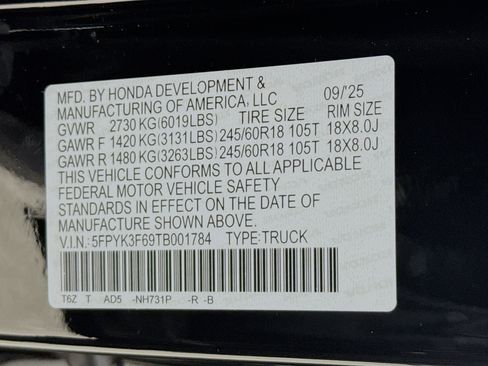 MFD. BY HONDA DEVELOPMENT &
MANUFACTURING OF AMERICA, LLC 09/'25
GVWR 2730 KG(6019LBS) TIRE SIZE RIM SIZE
GAWR F 1420 KG(3131LBS) 245/60R18 105T 18X8.0J
GAWR R 1480 KG(3263LBS) 245/60R18 105T 18X8.0J
THIS VEHICLE CONFORMS TO ALL APPLICABLE
FEDERAL MOTOR VEHICLE SAFETY
STANDARDS IN EFFECT ON THE DATE OF
MANUFACTURE SHOWN ABOVE.
V.I.N.: 5FPYK3F69TB001784 TYPE:TRUCK
T6Z T AD5 -NH731P -R -B